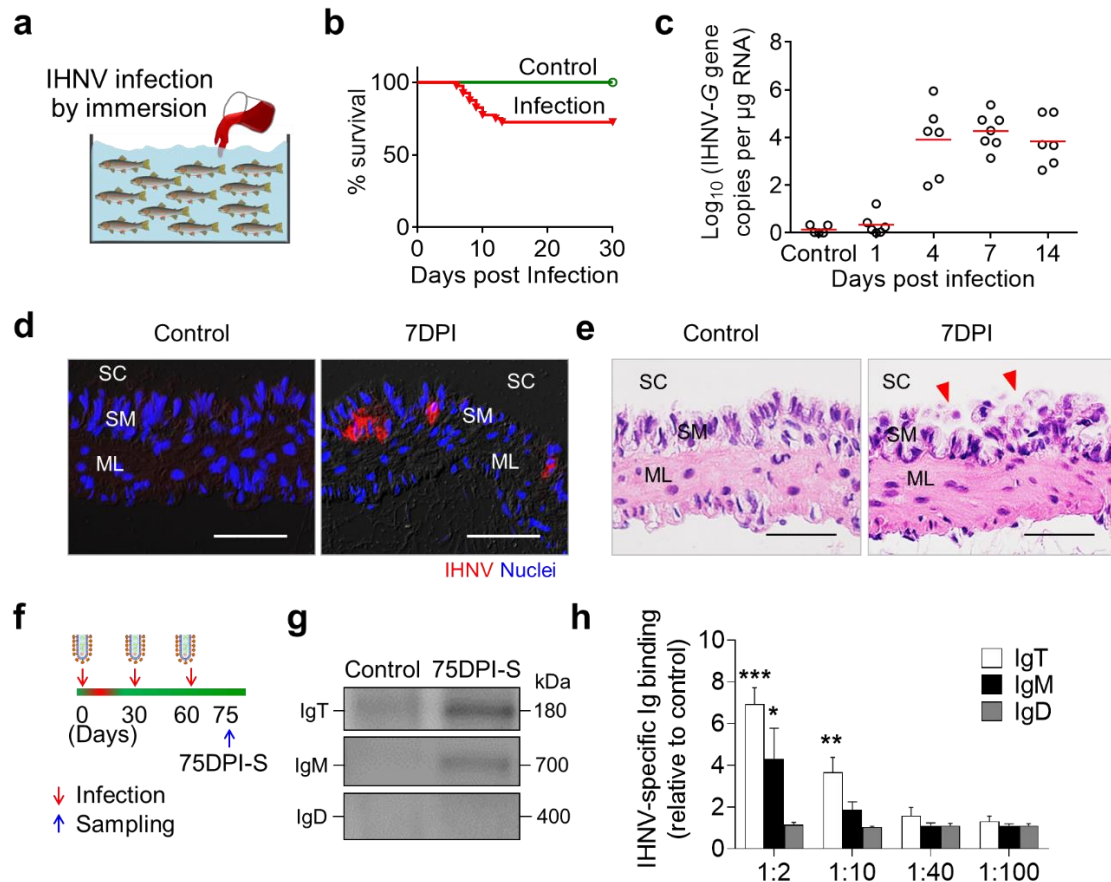 a
IHNV infection
by immersion
b
% survival
100
50
0
Control
Infection
0 10 20 30
Days post Infection
c
Log₁₀ (IHNV-G gene
copies per μg RNA)
8
6
4
2
0
Control 1 4 7 14
Days post infection
d
Control 7DPI
SC
SM
ML
SC
SM
ML
IHNV Nuclei
e
Control 7DPI
SC
SM
ML
SC
SM
ML
f
0 30 60 75
(Days)
75DPI-S
↓ Infection
↑ Sampling
g
Control 75DPI-S
kDa
IgT 180
IgM 700
IgD 400
h
IHNV-specific Ig binding
(relative to control)
10
8
6
4
2
0
***
*
**
IgT
IgM
IgD
1:2 1:10 1:40 1:100